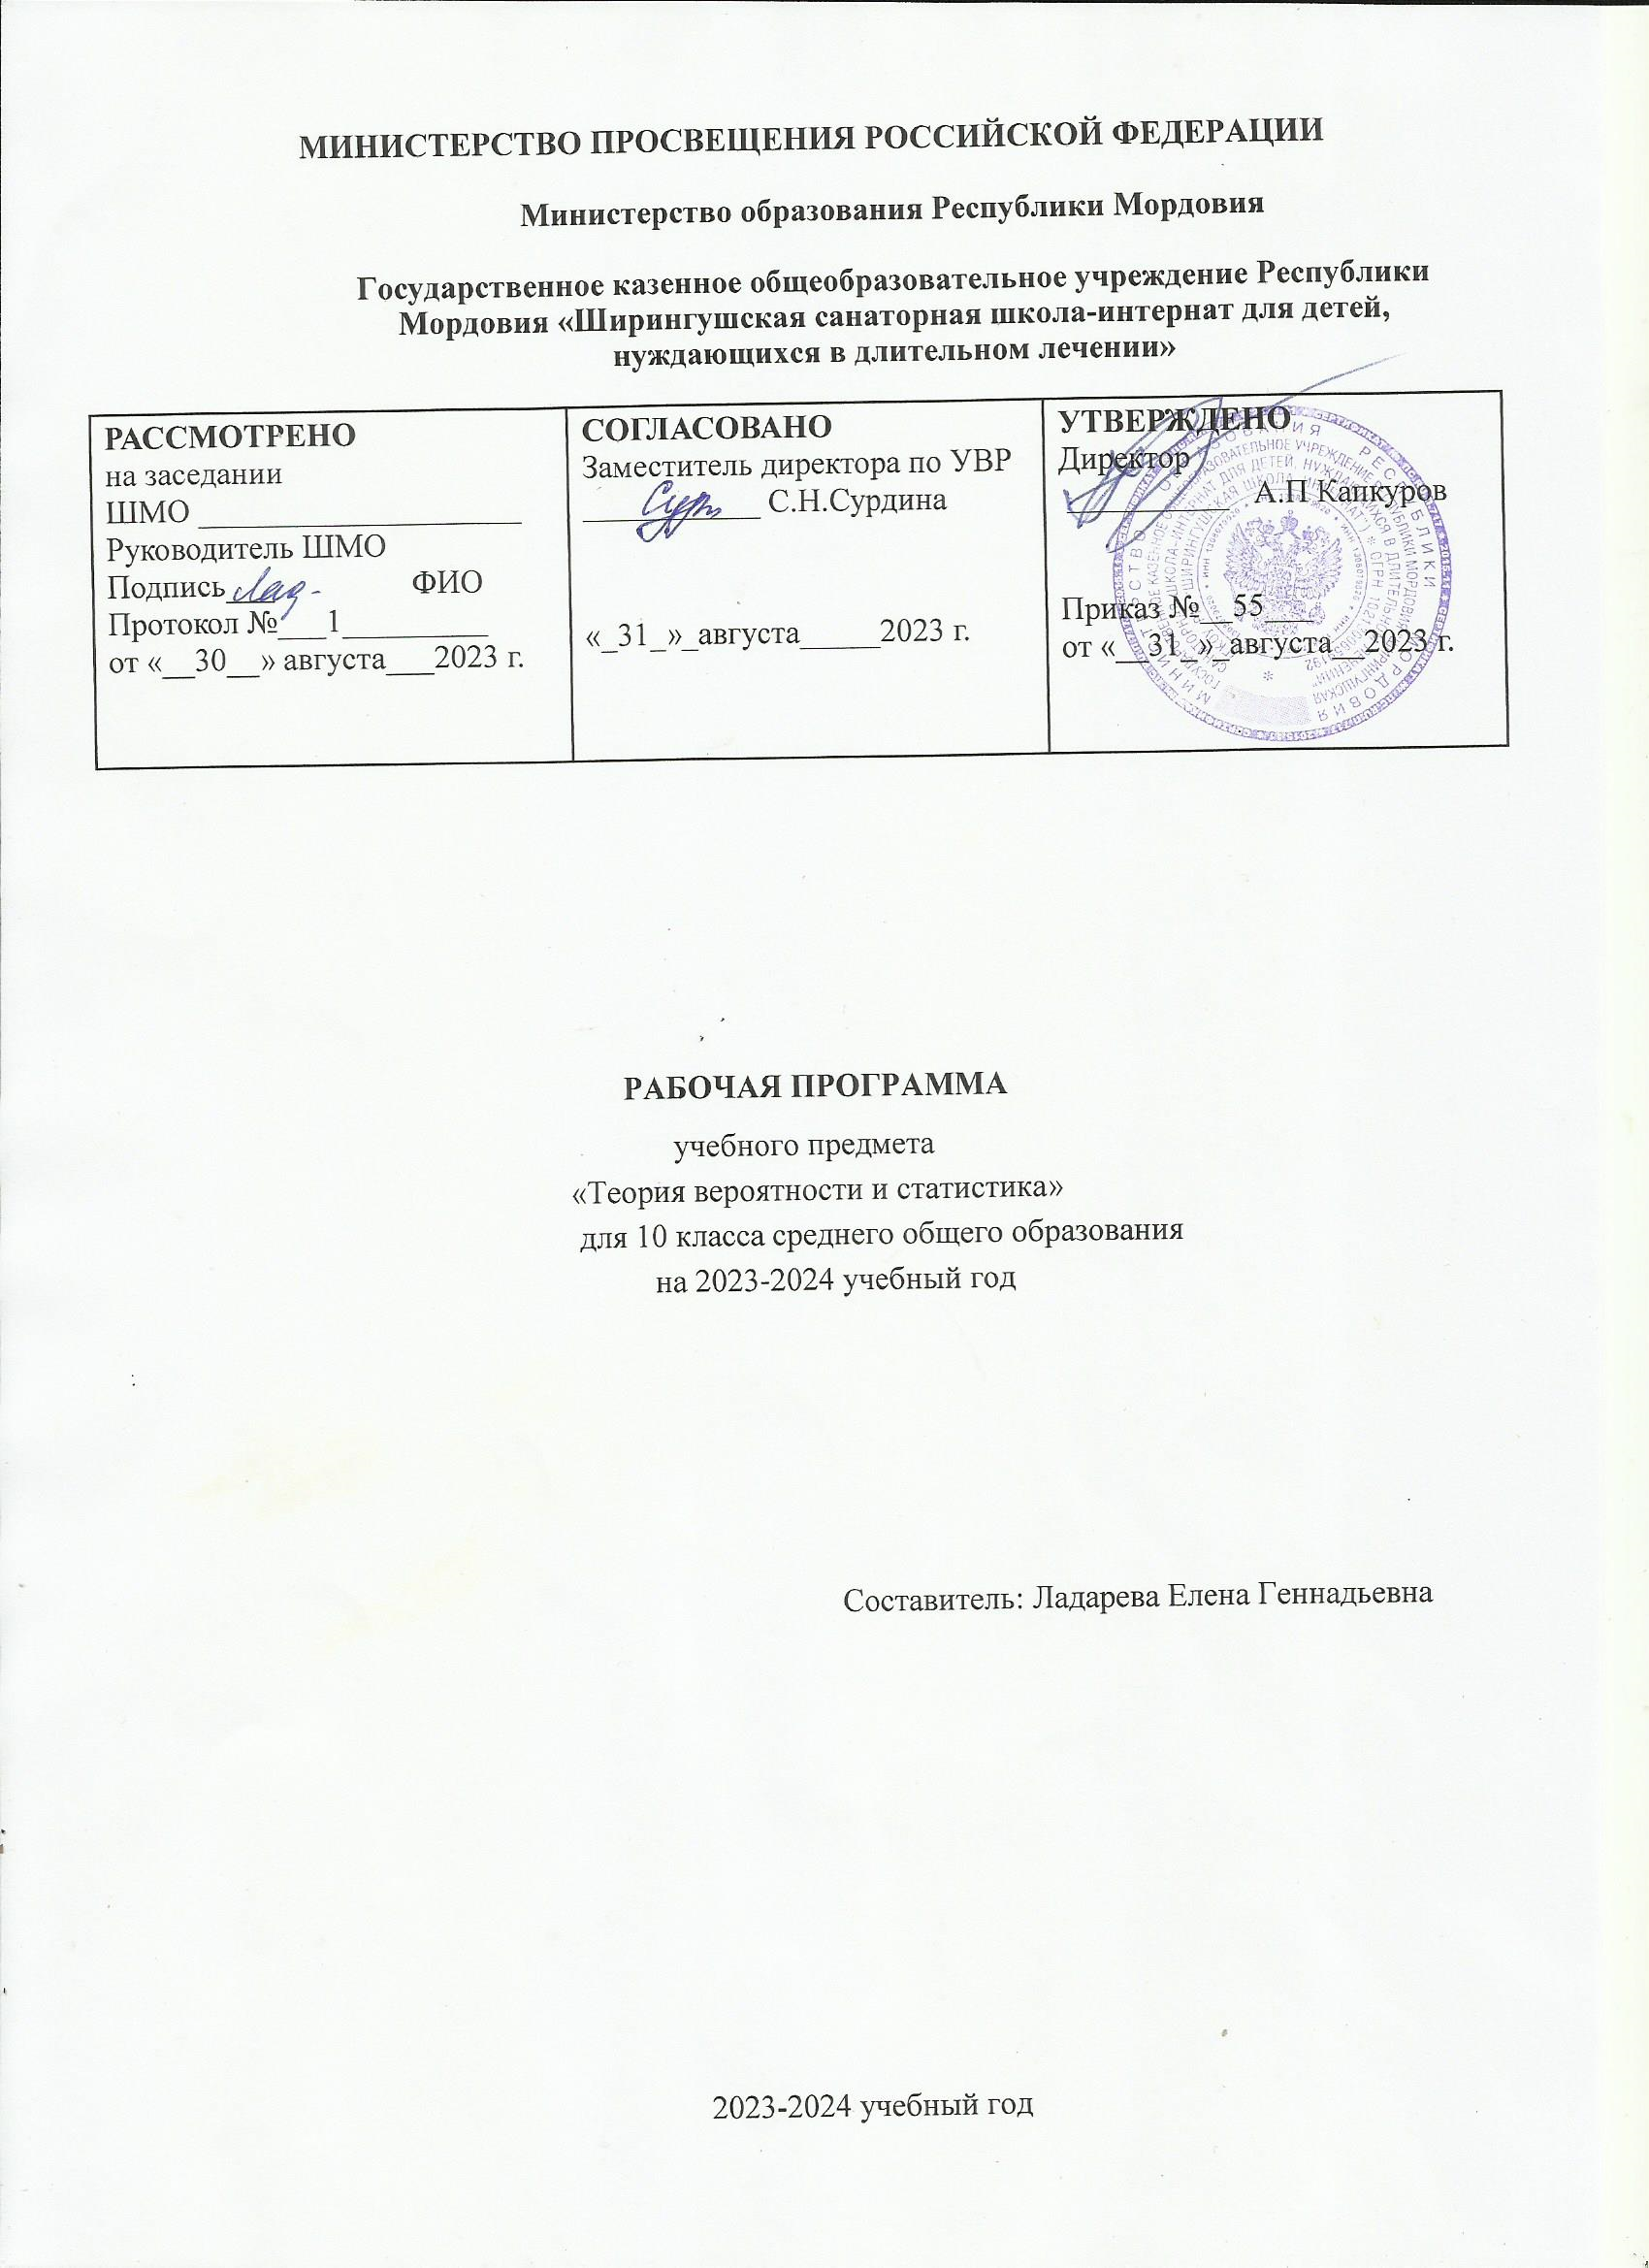 МИНИСТЕРСТВО ПРОСВЕЩЕНИЯ РОССИЙСКОЙ ФЕДЕРАЦИИ
Министерство образования Республики Мордовия
Государственное казенное общеобразовательное учреждение Республики
Мордовия «Ширингушская санаторная школа-интернат для детей,
нуждающихся в длительном лечении»
РАССМОТРЕНО
на заседании
ШМО ____________________
Руководитель ШМО
Подпись ФИО
Протокол №___1_________
от «__30__» августа___2023 г.
СОГЛАСОВАНО
Заместитель директора по УВР
___________ С.Н.Сурдина
«_31_»_августа_____2023 г.
УТВЕРЖДЕНО
Директор
__________ А.П Капкуров
Приказ №__55___
от «__31_»_августа__2023 г.
РАБОЧАЯ ПРОГРАММА
учебного предмета
«Теория вероятности и статистика»
для 10 класса среднего общего образования
на 2023-2024 учебный год
Составитель: Ладарева Елена Геннадьевна
2023-2024 учебный год